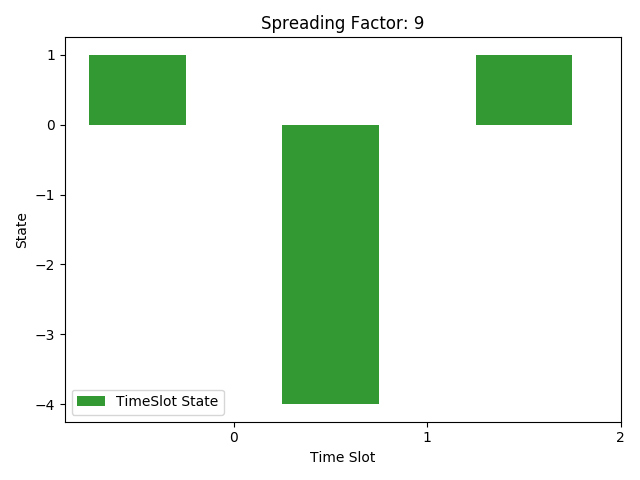 Spreading Factor: 9
1
0
−1
−2
−3
−4
State
TimeSlot State
0
1
2
Time Slot